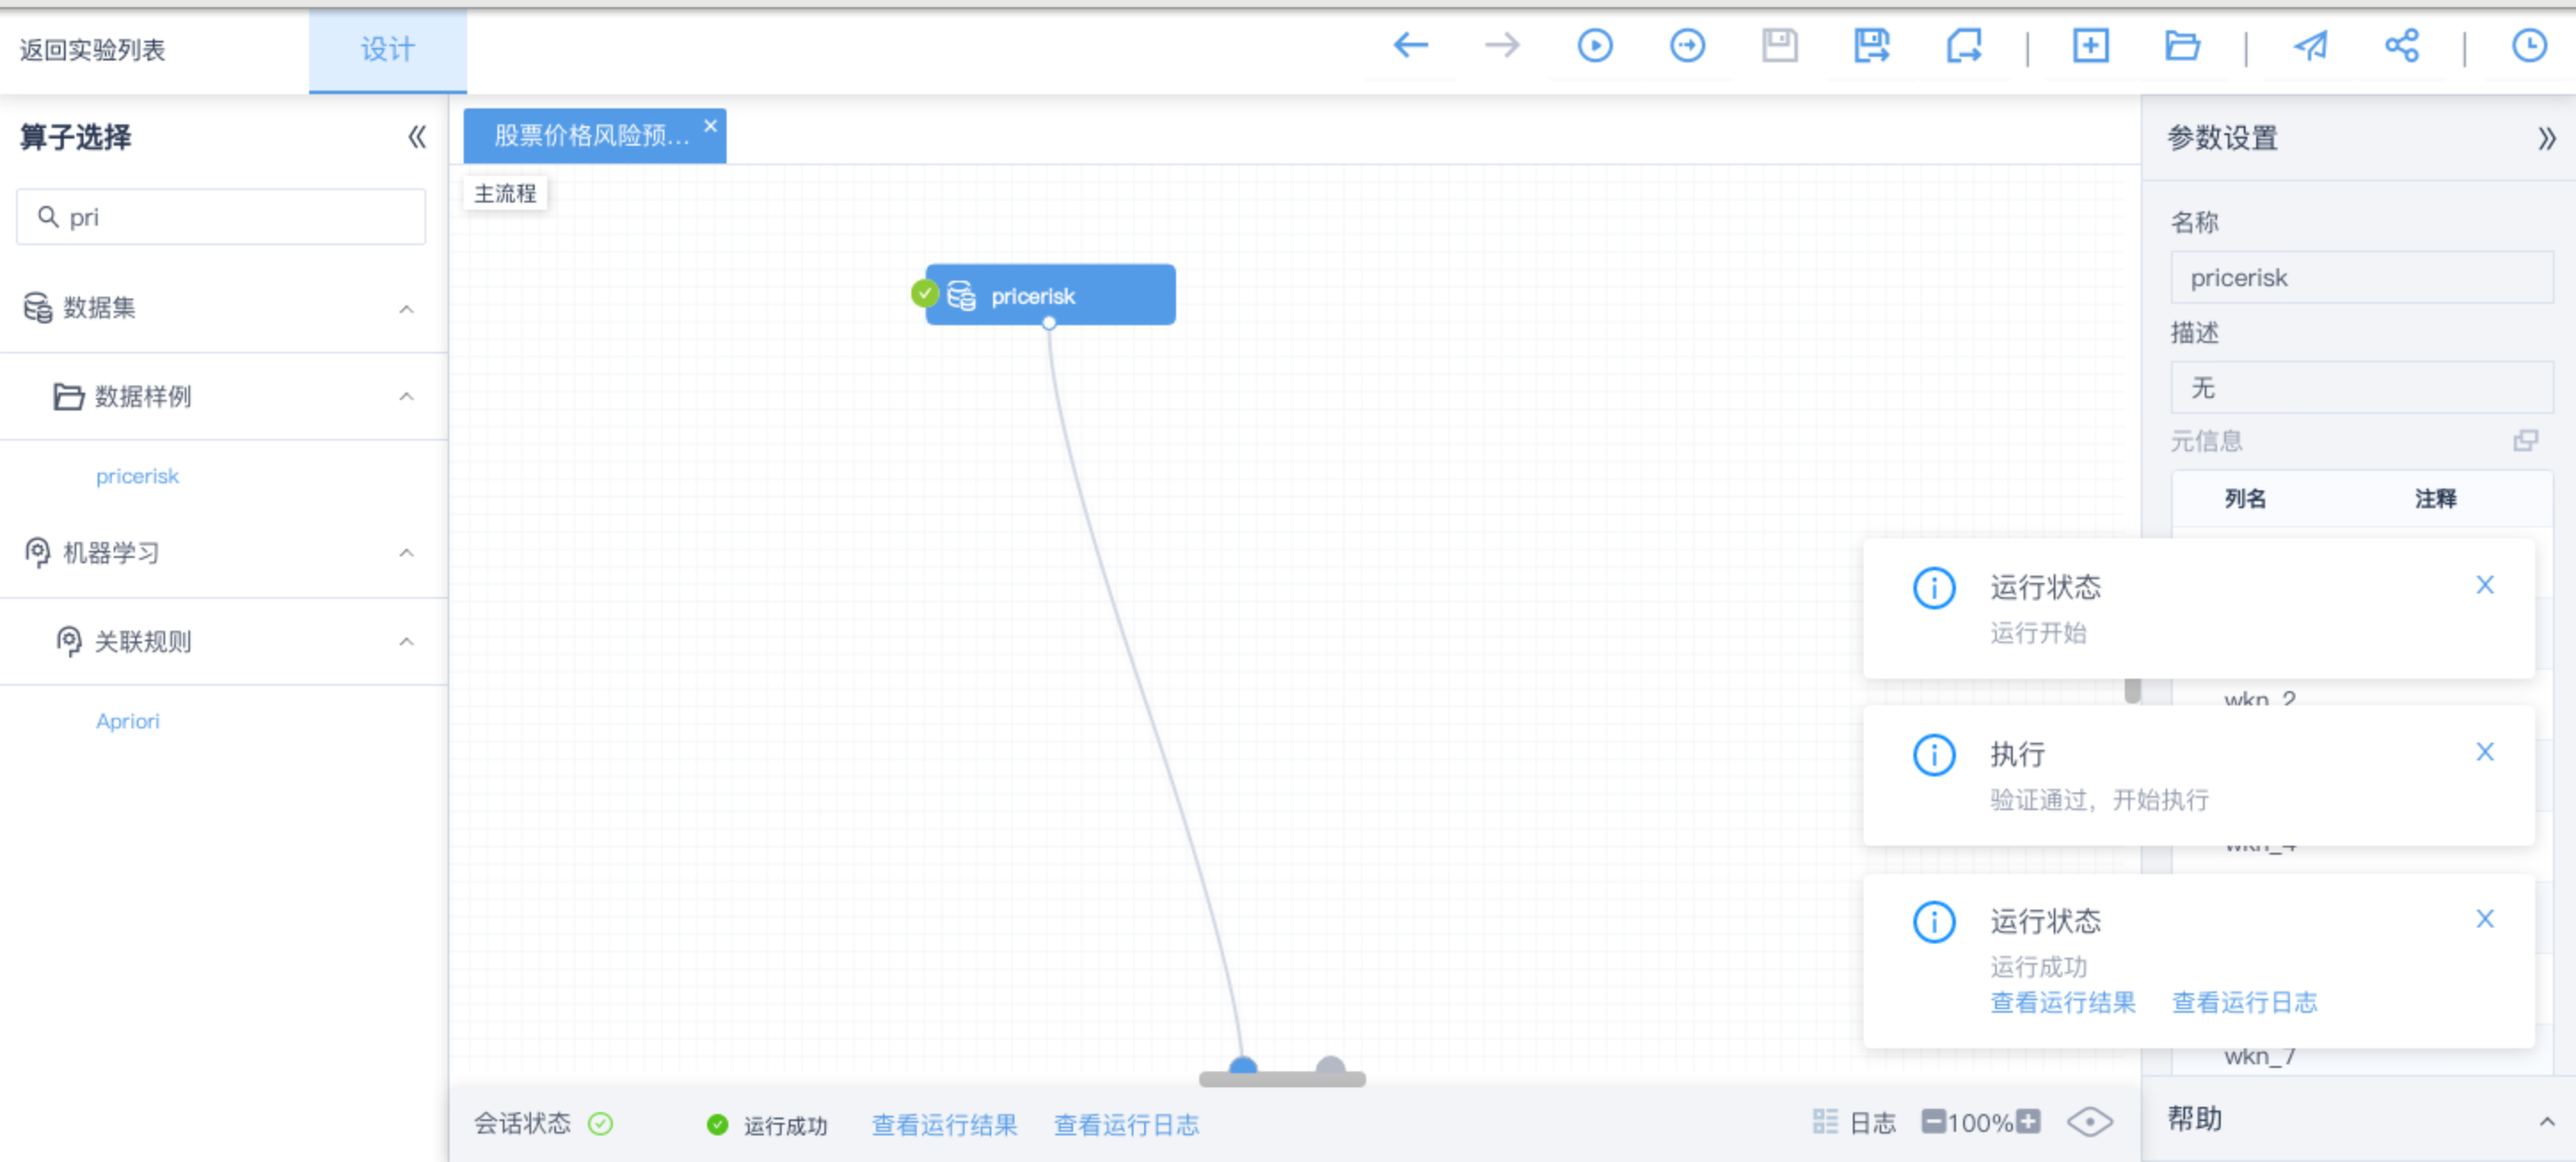 返回实验列表
设计
算子选择
pri
数据集
数据样例
pricerisk
机器学习
关联规则
Apriori
股票价格风险预...
主流程
pricerisk
参数设置
名称
pricerisk
描述
无
元信息
列名 注释
运行状态
运行开始
wkn_2
执行
验证通过，开始执行
wkn_4
运行状态
运行成功
查看运行结果 查看运行日志
wkn_7
会话状态 运行成功 查看运行结果 查看运行日志
日志 100%
帮助